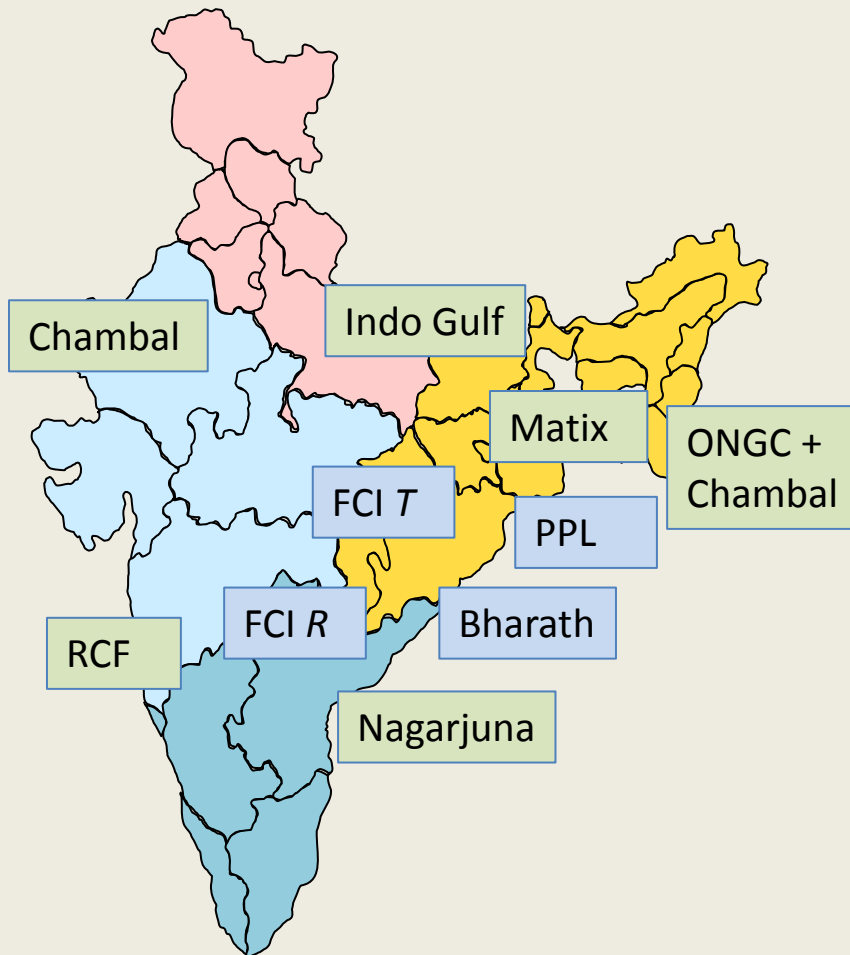 Chambal
Indo Gulf
Matix
ONGC +
Chambal
FCI T
PPL
FCI R
Bharath
RCF
Nagarjuna